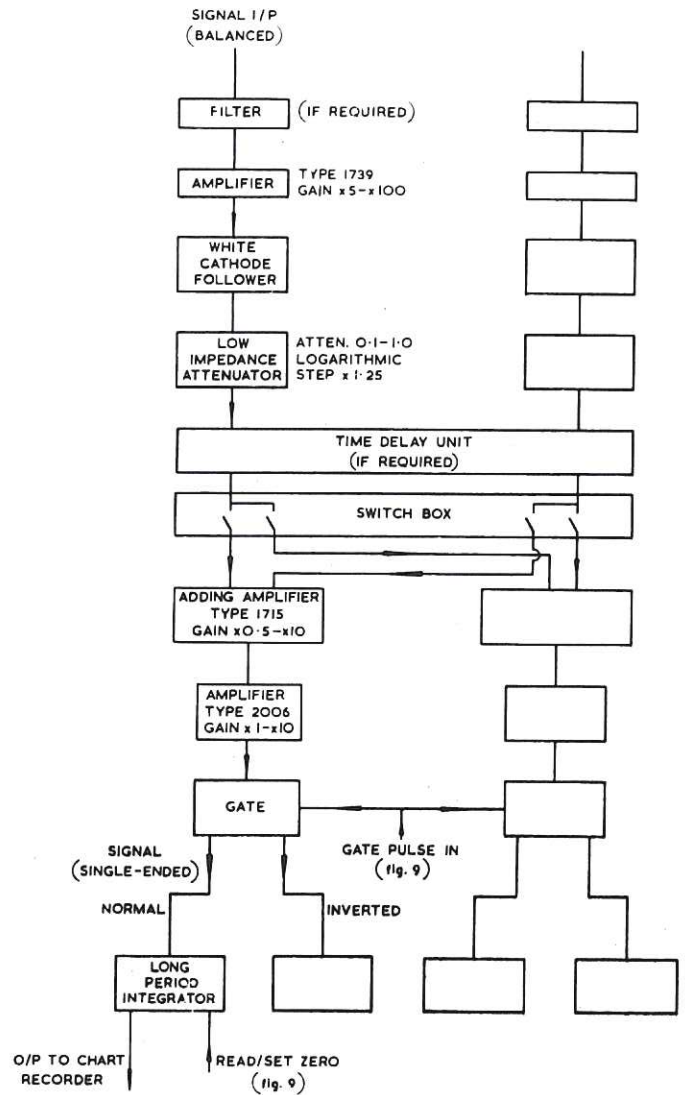 SIGNAL I/P
(BALANCED)
FILTER
(IF REQUIRED)
AMPLIFIER
TYPE 1739
GAIN x5-x100
WHITE
CATHODE
FOLLOWER
LOW
IMPEDANCE
ATTENUATOR
ATTEN. 0·1-1·0
LOGARITHMIC
STEP x1·25
TIME DELAY UNIT
(IF REQUIRED)
SWITCH BOX
ADDING AMPLIFIER
TYPE 1715
GAIN x0·5-x10
AMPLIFIER
TYPE 2006
GAIN x1-x10
GATE
GATE PULSE IN
(fig. 9)
SIGNAL
(SINGLE-ENDED)
NORMAL
INVERTED
LONG
PERIOD
INTEGRATOR
O/P TO CHART
RECORDER
READ/SET ZERO
(fig. 9)